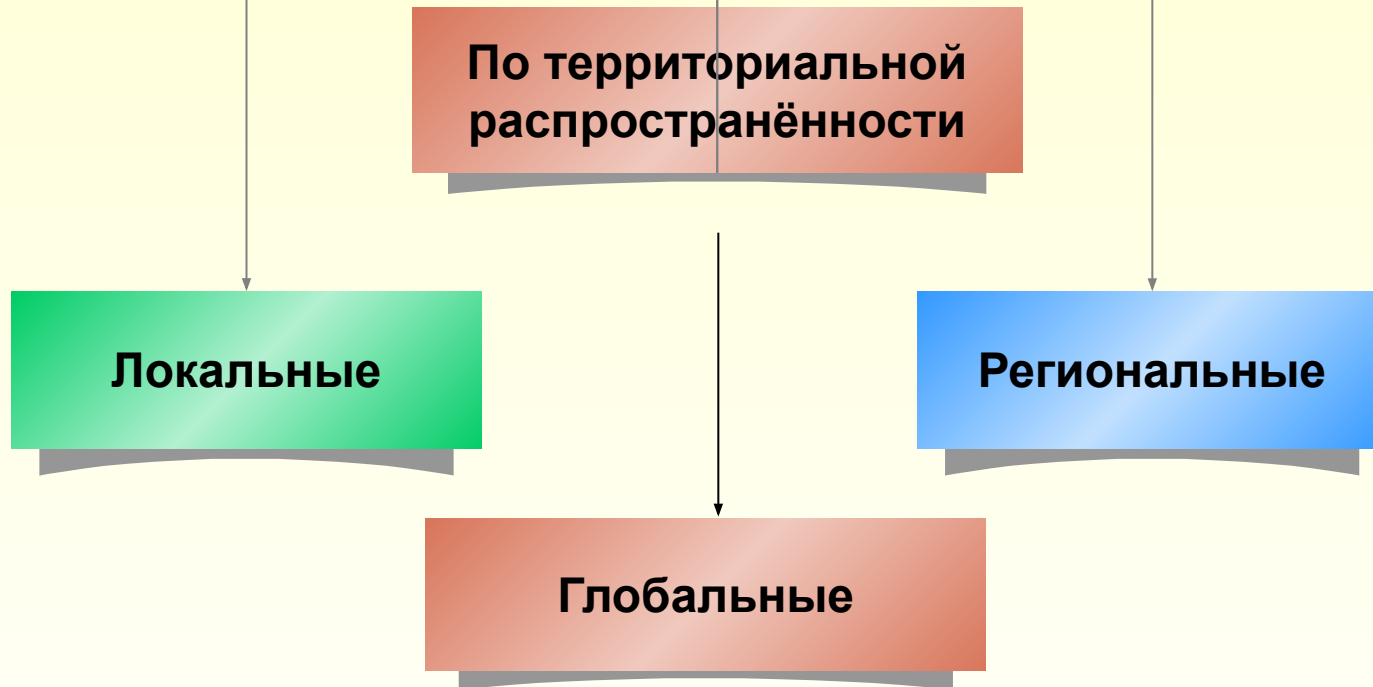 По территориальной
распространённости
Локальные
Региональные
Глобальные